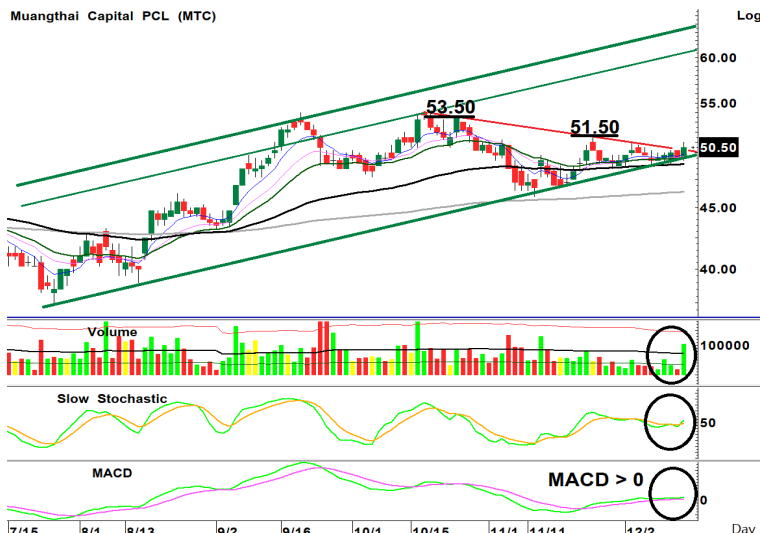 Muangthai Capital PCL (MTC) Log
60.00
55.00
53.50
51.50
50.50
45.00
40.00
Volume
100000
Slow Stochastic
50
MACD
MACD > 0
0
7/15 8/1 8/13 9/2 9/16 10/1 10/15 11/1 11/11 12/2 Day